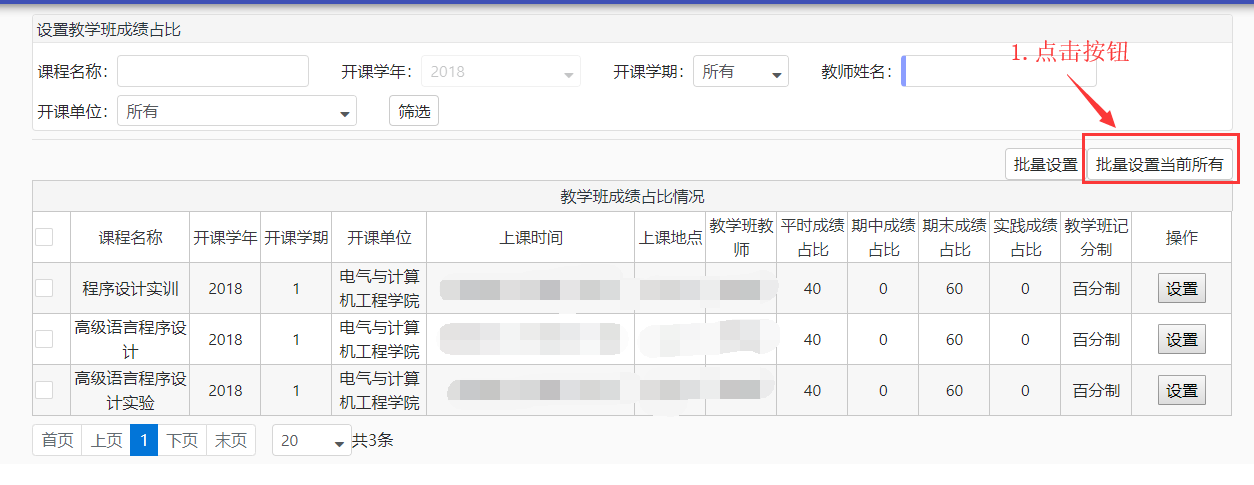 设置教学班成绩占比
1. 点击按钮
课程名称： 开课学年： 2018 开课学期： 所有 教师姓名：
开课单位： 所有 筛选
批量设置 批量设置当前所有
教学班成绩占比情况
课程名称 开课学年 开课学期 开课单位 上课时间 上课地点 教学班教师 平时成绩占比 期中成绩占比 期末成绩占比 实践成绩占比 教学班记分制 操作
程序设计实训 2018 1 电气与计算机工程学院 40 0 60 0 百分制 设置
高级语言程序设计 2018 1 电气与计算机工程学院 40 0 60 0 百分制 设置
高级语言程序设计实验 2018 1 电气与计算机工程学院 40 0 60 0 百分制 设置
首页 上页 1 下页 末页 20 共3条